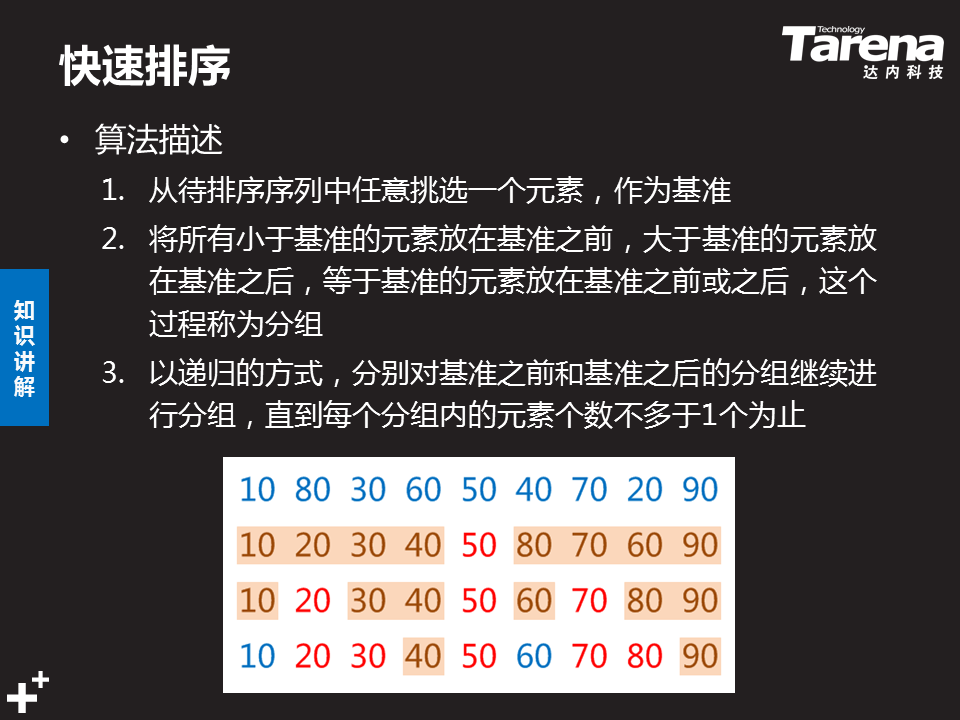 快速排序
Technology
Tarena
达内科技
• 算法描述
1. 从待排序序列中任意挑选一个元素，作为基准
2. 将所有小于基准的元素放在基准之前，大于基准的元素放
在基准之后，等于基准的元素放在基准之前或之后，这个
过程称为分组
3. 以递归的方式，分别对基准之前和基准之后的分组继续进
行分组，直到每个分组内的元素个数不多于1个为止
知
识
讲
解
10 80 30 60 50 40 70 20 90
10 20 30 40 50 80 70 60 90
10 20 30 40 50 60 70 80 90
10 20 30 40 50 60 70 80 90